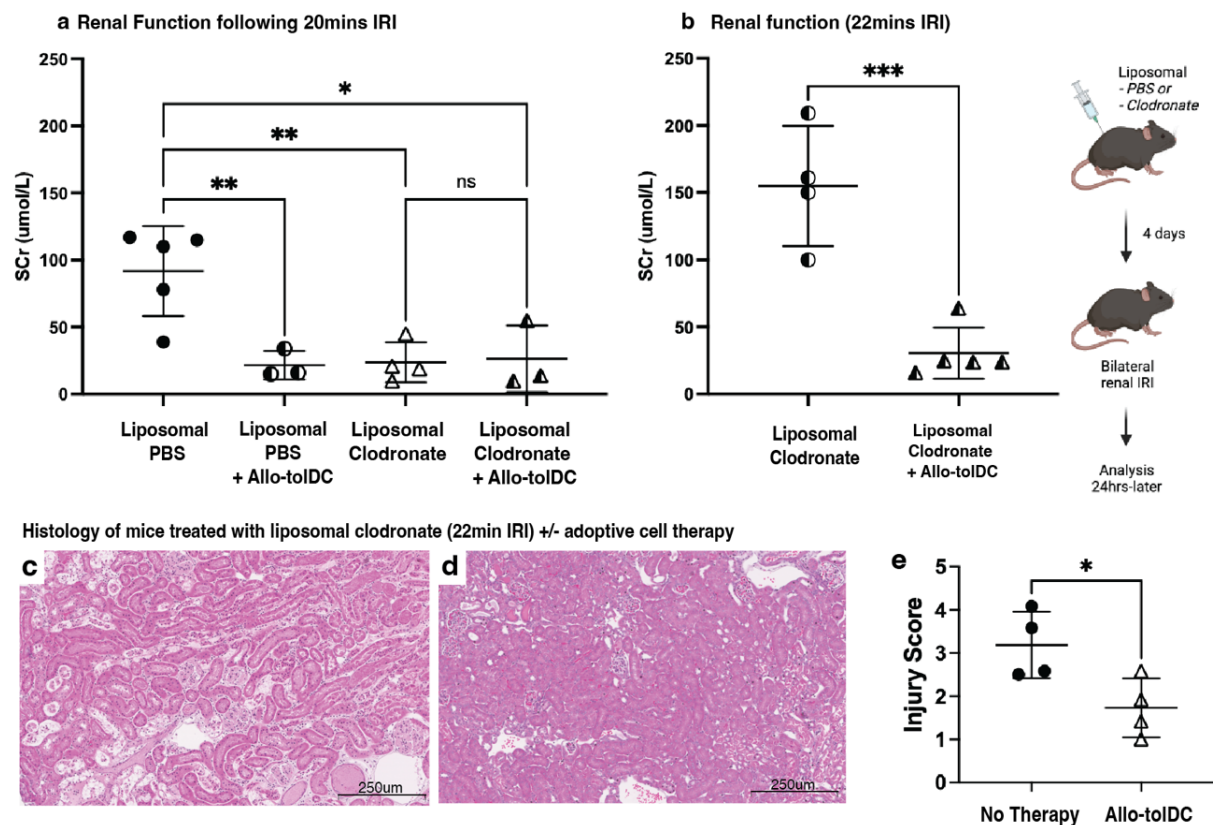 a Renal Function following 20mins IRI
250
200
150
100
50
0
SCr (umol/L)
*
**
**
ns
Liposomal
PBS
Liposomal
PBS
+ Allo-tolDC
Liposomal
Clodronate
Liposomal
Clodronate
+ Allo-tolDC
b Renal function (22mins IRI)
250
200
150
100
50
0
SCr (umol/L)
***
Liposomal
Clodronate
Liposomal
Clodronate
+ Allo-tolDC
Liposomal
- PBS or
- Clodronate
4 days
Bilateral
renal IRI
Analysis
24hrs-later
Histology of mice treated with liposomal clodronate (22min IRI) +/- adoptive cell therapy
c
250um
d
250um
e
5
4
3
2
1
0
Injury Score
*
No Therapy
Allo-tolDC